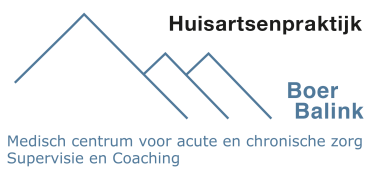 Huisartsenpraktijk
Boer
Balink
Medisch centrum voor acute en chronische zorg
Supervisie en Coaching